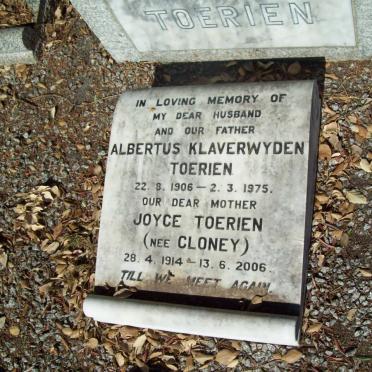 TOERIEN
IN LOVING MEMORY OF
MY DEAR HUSBAND
AND OUR FATHER
ALBERTUS KLAVERWYDEN
TOERIEN
22. 8. 1906 – 2. 3. 1975.
OUR DEAR MOTHER
JOYCE TOERIEN
(NEE CLONEY)
28. 4. 1914 – 13. 6. 2006.
TILL WE MEET AGAIN